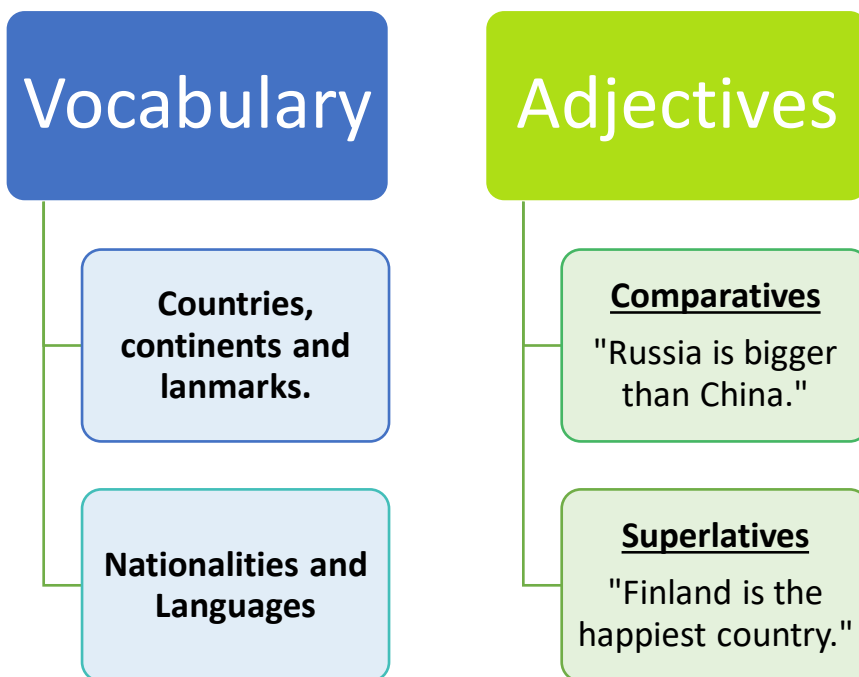 Vocabulary
Countries,
continents and
lanmarks.
Nationalities and
Languages
Adjectives
Comparatives
"Russia is bigger
than China."
Superlatives
"Finland is the
happiest country."